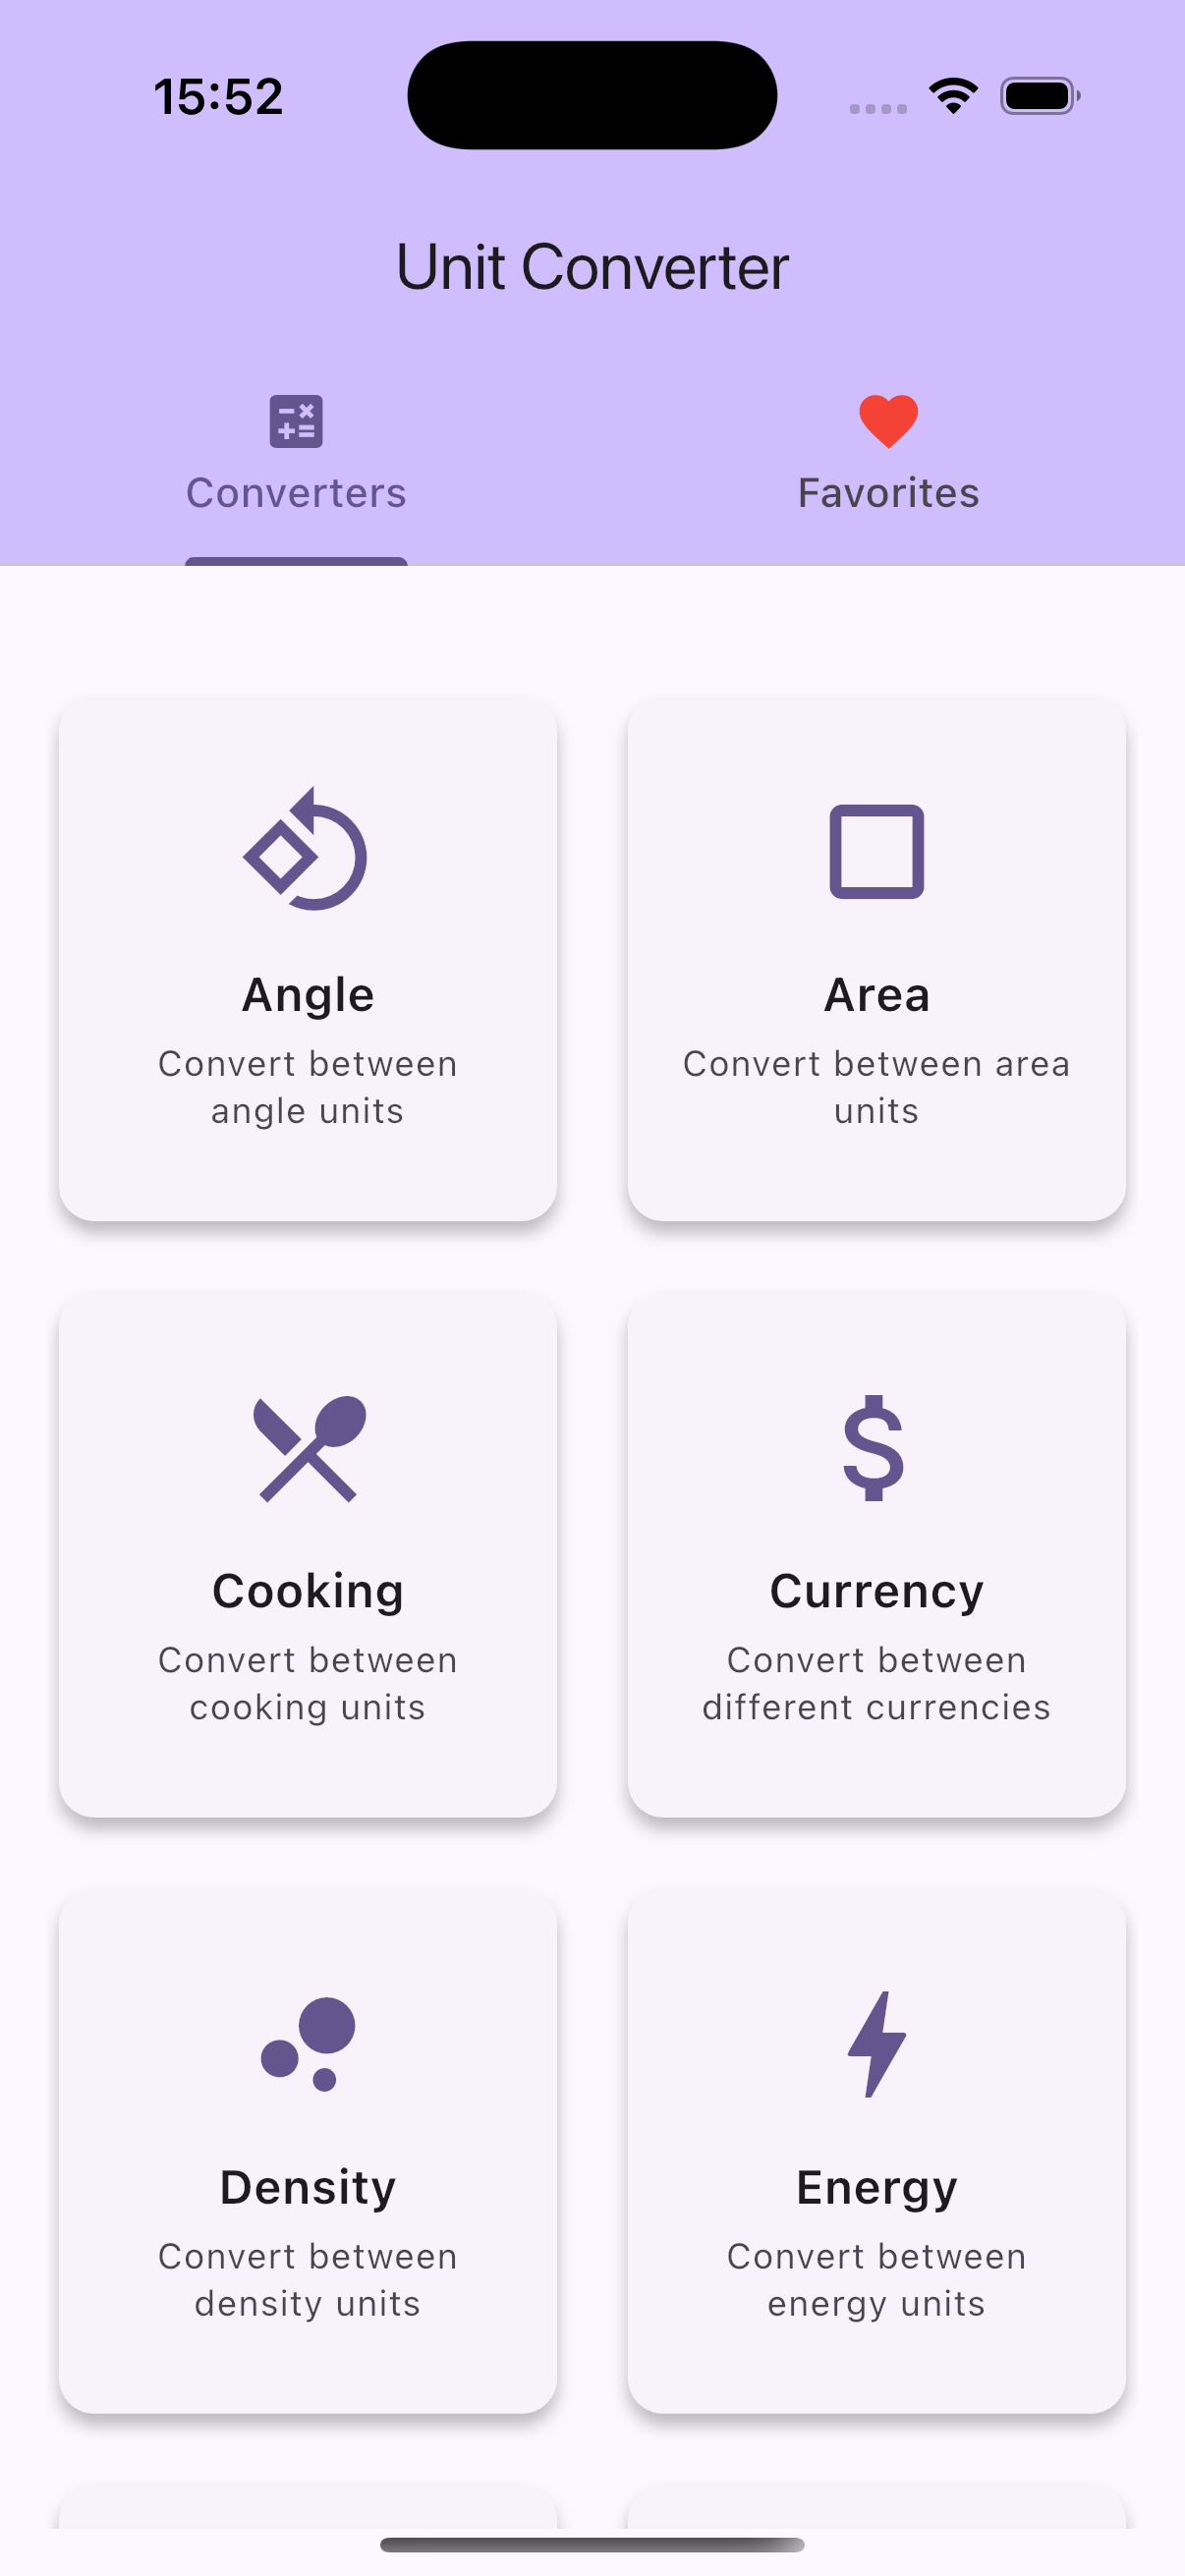 15:52
Unit Converter
Converters
Favorites
Angle
Convert between
angle units
Area
Convert between area
units
Cooking
Convert between
cooking units
Currency
Convert between
different currencies
Density
Convert between
density units
Energy
Convert between
energy units